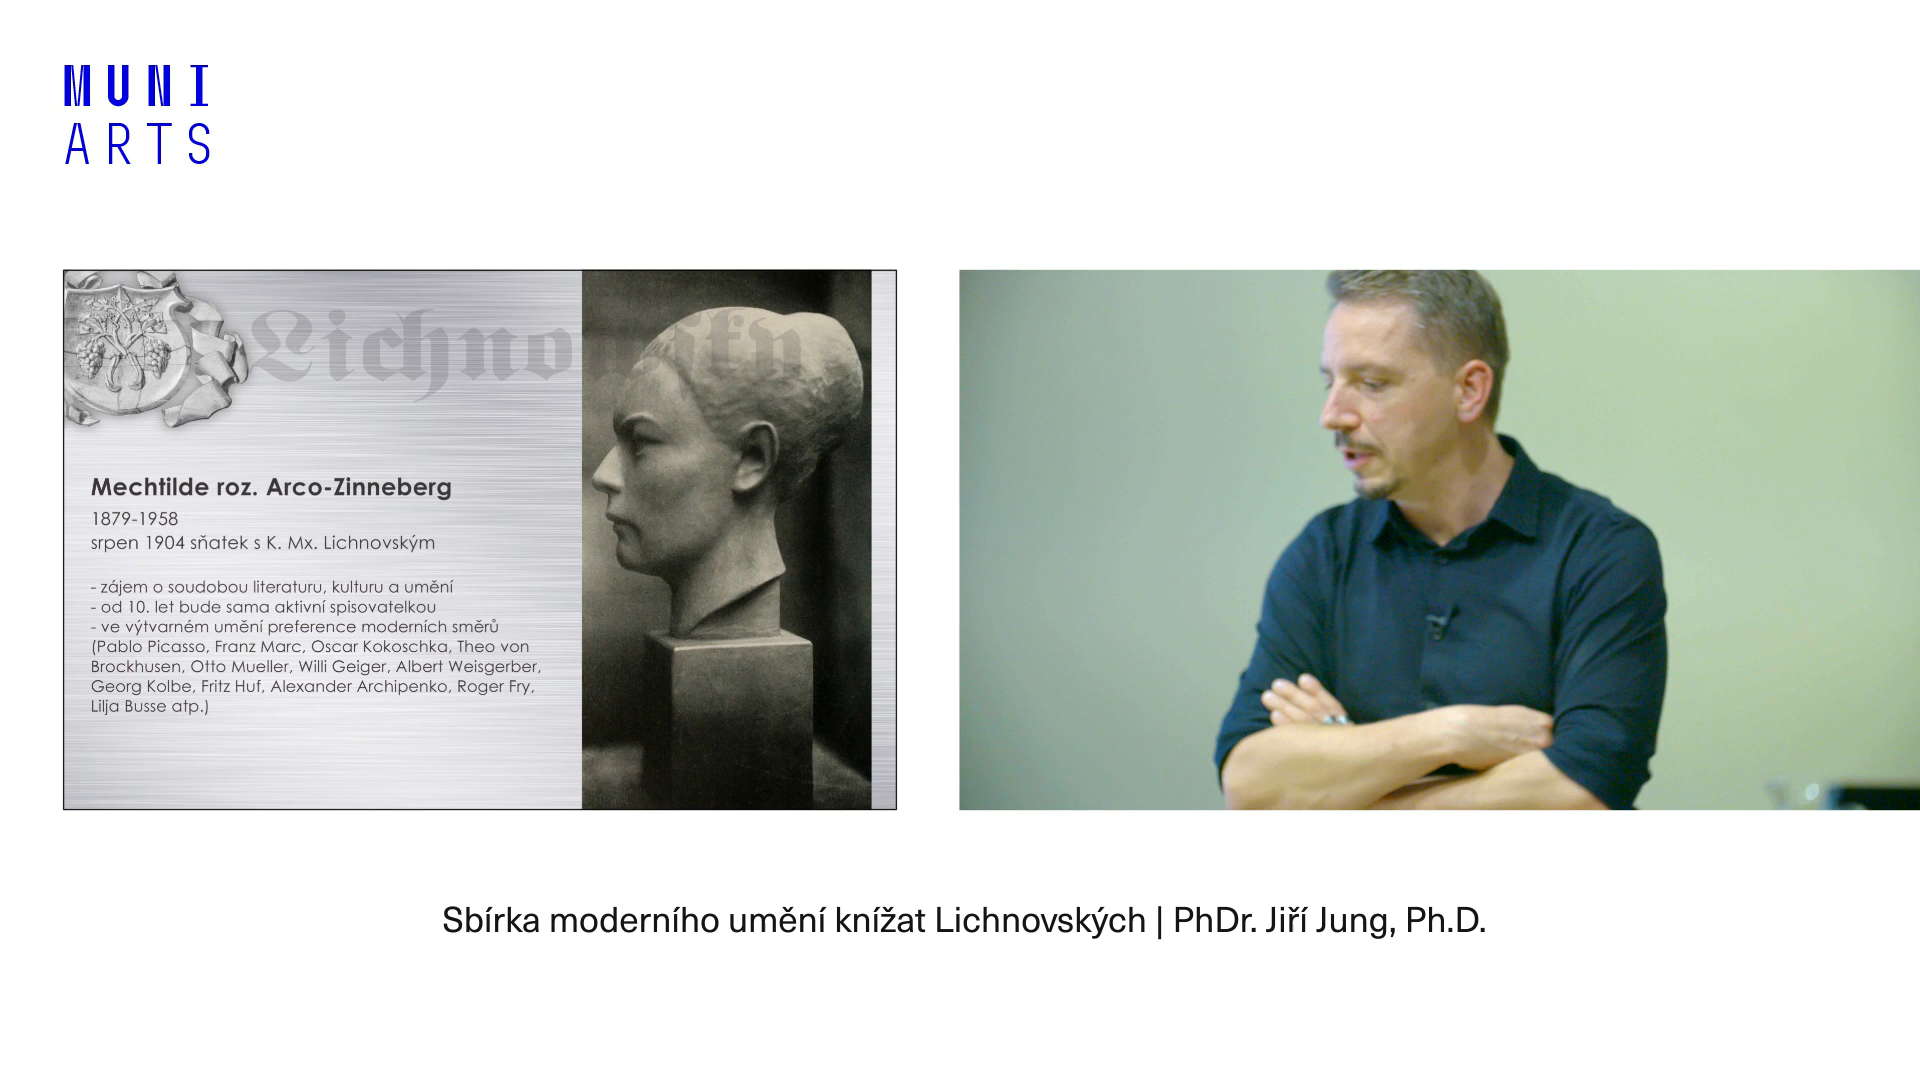 MUNI
ARTS
Lichnowsky
Mechtilde roz. Arco-Zinneberg
1879-1958
srpen 1904 sňatek s K. Mx. Lichnovským
- zájem o soudobou literaturu, kulturu a umění
- od 10. let bude sama aktivní spisovatelkou
- ve výtvarném umění preference moderních směrů
(Pablo Picasso, Franz Marc, Oscar Kokoschka, Theo von
Brockhusen, Otto Mueller, Willi Geiger, Albert Weisgerber,
Georg Kolbe, Fritz Huf, Alexander Archipenko, Roger Fry,
Lilja Busse atp.)
Sbírka moderního umění knížat Lichnovských | PhDr. Jiří Jung, Ph.D.